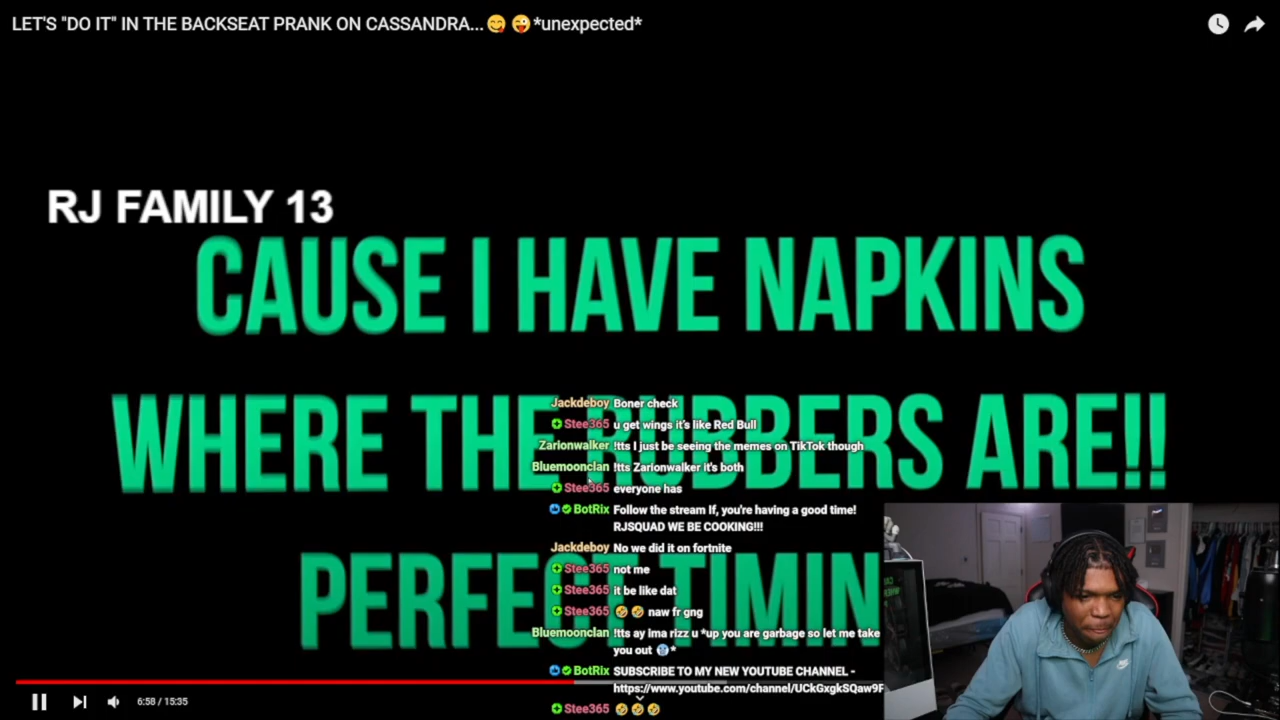 LET'S "DO IT" IN THE BACKSEAT PRANK ON CASSANDRA...😋 😜*unexpected*
RJ FAMILY 13
CAUSE I HAVE NAPKINS
WHERE THE RUBBERS ARE!!
PERFECT TIMIN
Jackdeboy Boner check
Stee365 u get wings it's like Red Bull
Zarionwalker !tts I just be seeing the memes on TikTok though
Bluemoonclan !tts Zarionwalker it's both
Stee365 everyone has
BotRix Follow the stream If, you're having a good time!
RJSQUAD WE BE COOKING!!!
Jackdeboy No we did it on fortnite
Stee365 not me
Stee365 it be like dat
Stee365 🤣 🤣 naw fr gng
Bluemoonclan !tts ay Ima rizz u *up you are garbage so let me take
you out 🥶*
BotRix SUBSCRIBE TO MY NEW YOUTUBE CHANNEL -
https://www.youtube.com/channel/UCkGxgkSQaw9F
Stee365 🤣 🤣 🤣
6:58 / 15:35